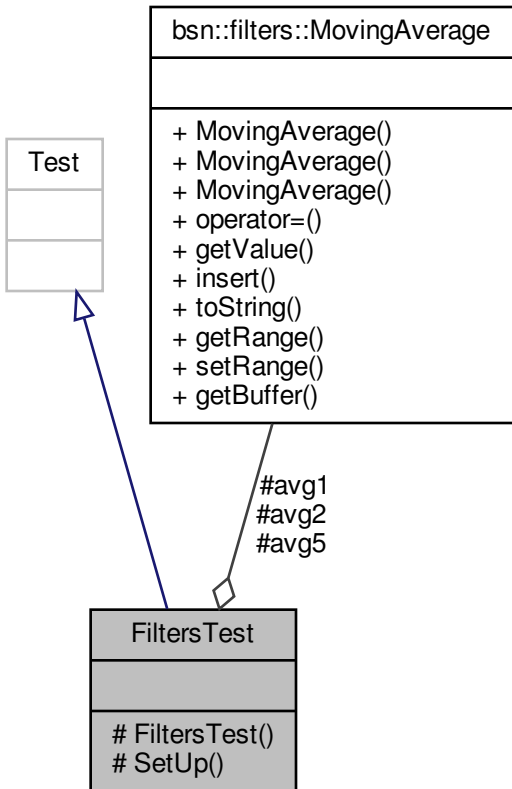 bsn::filters::MovingAverage
+ MovingAverage()
+ MovingAverage()
+ MovingAverage()
+ operator=()
+ getValue()
+ insert()
+ toString()
+ getRange()
+ setRange()
+ getBuffer()
Test
#avg1
#avg2
#avg5
FiltersTest
# FiltersTest()
# SetUp()